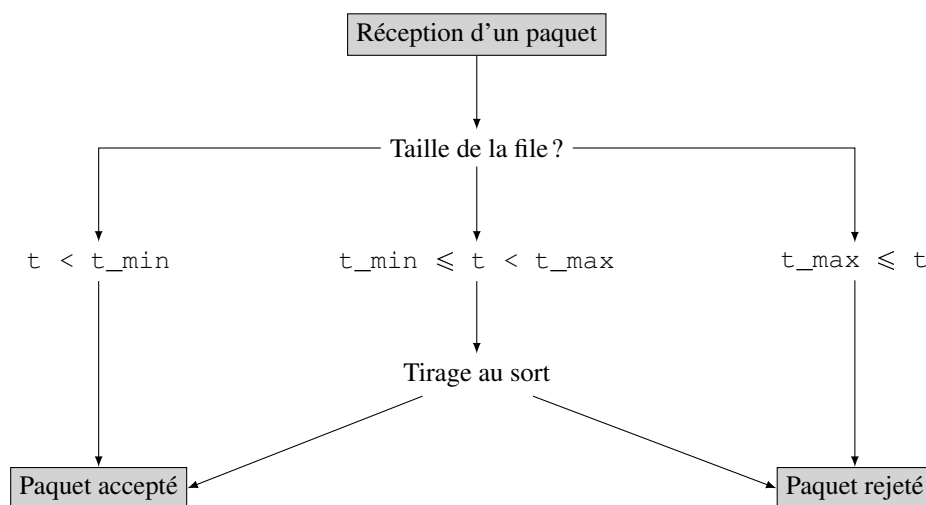 Réception d'un paquet
Taille de la file ?
t < t_min
t_min ⩽ t < t_max
t_max ⩽ t
Tirage au sort
Paquet accepté
Paquet rejeté